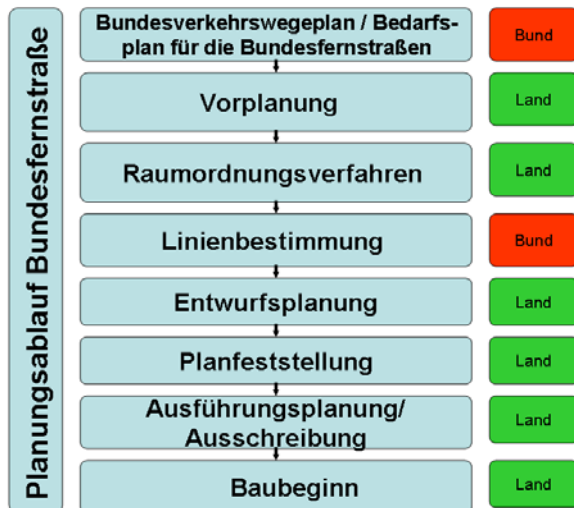 Planungsablauf Bundesfernstraße
Bundesverkehrswegeplan / Bedarfs-
plan für die Bundesfernstraßen
Bund
Vorplanung
Land
Raumordnungsverfahren
Land
Linienbestimmung
Bund
Entwurfsplanung
Land
Planfeststellung
Land
Ausführungsplanung/
Ausschreibung
Land
Baubeginn
Land